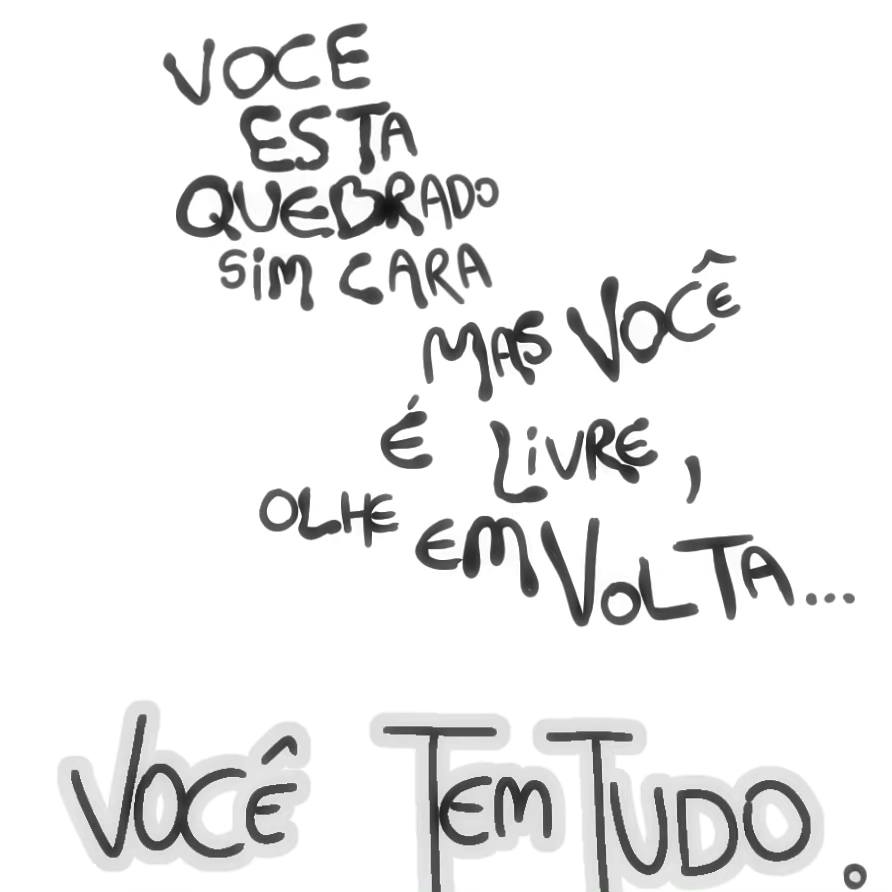 VOCE
ESTA
QUEBRADO
SIM CARA
MAS VOCÊ
É LIVRE,
OLHE EM VOLTA...
VOCÊ TEM TUDO.